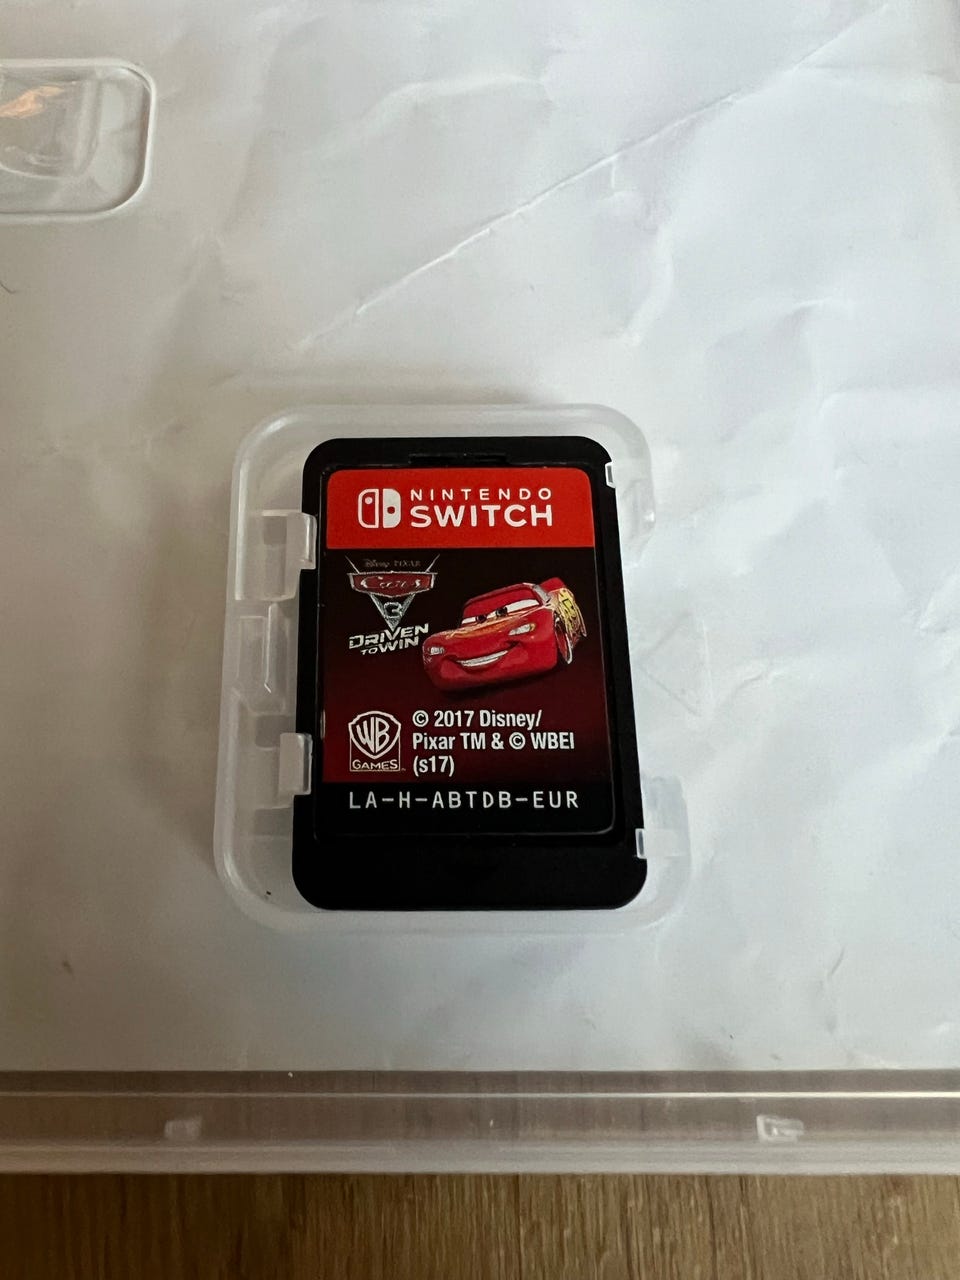 NINTENDO
SWITCH
Disney PIXAR
Cars
3
DRIVEN
TO WIN
WB
GAMES
© 2017 Disney/
Pixar TM & © WBEI
(s17)
LA-H-ABTDB-EUR